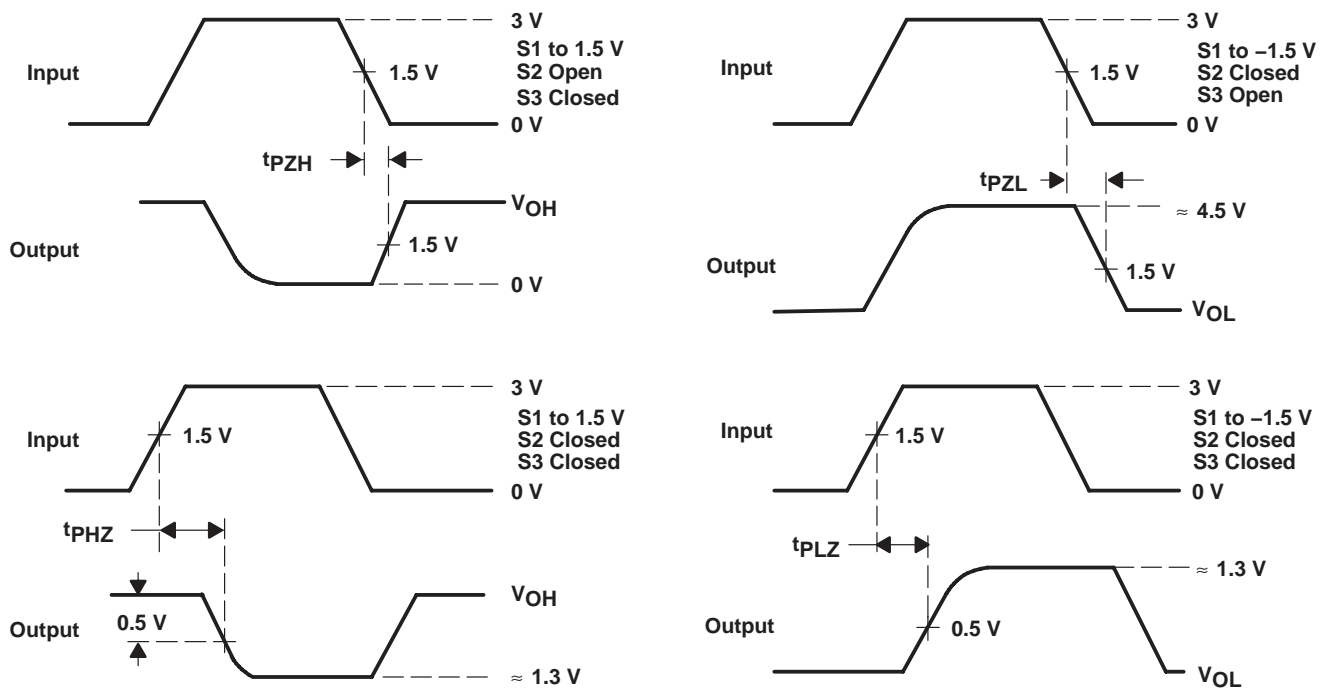 3 V
S1 to 1.5 V
Input
1.5 V
S2 Open
S3 Closed
0 V
tPZH
VOH
Output
1.5 V
0 V
3 V
S1 to −1.5 V
Input
1.5 V
S2 Closed
S3 Open
0 V
tPZL
≈ 4.5 V
Output
1.5 V
VOL
3 V
S1 to 1.5 V
Input
1.5 V
S2 Closed
S3 Closed
0 V
tPHZ
VOH
0.5 V
Output
≈ 1.3 V
3 V
S1 to −1.5 V
Input
1.5 V
S2 Closed
S3 Closed
0 V
tPLZ
≈ 1.3 V
Output
0.5 V
VOL